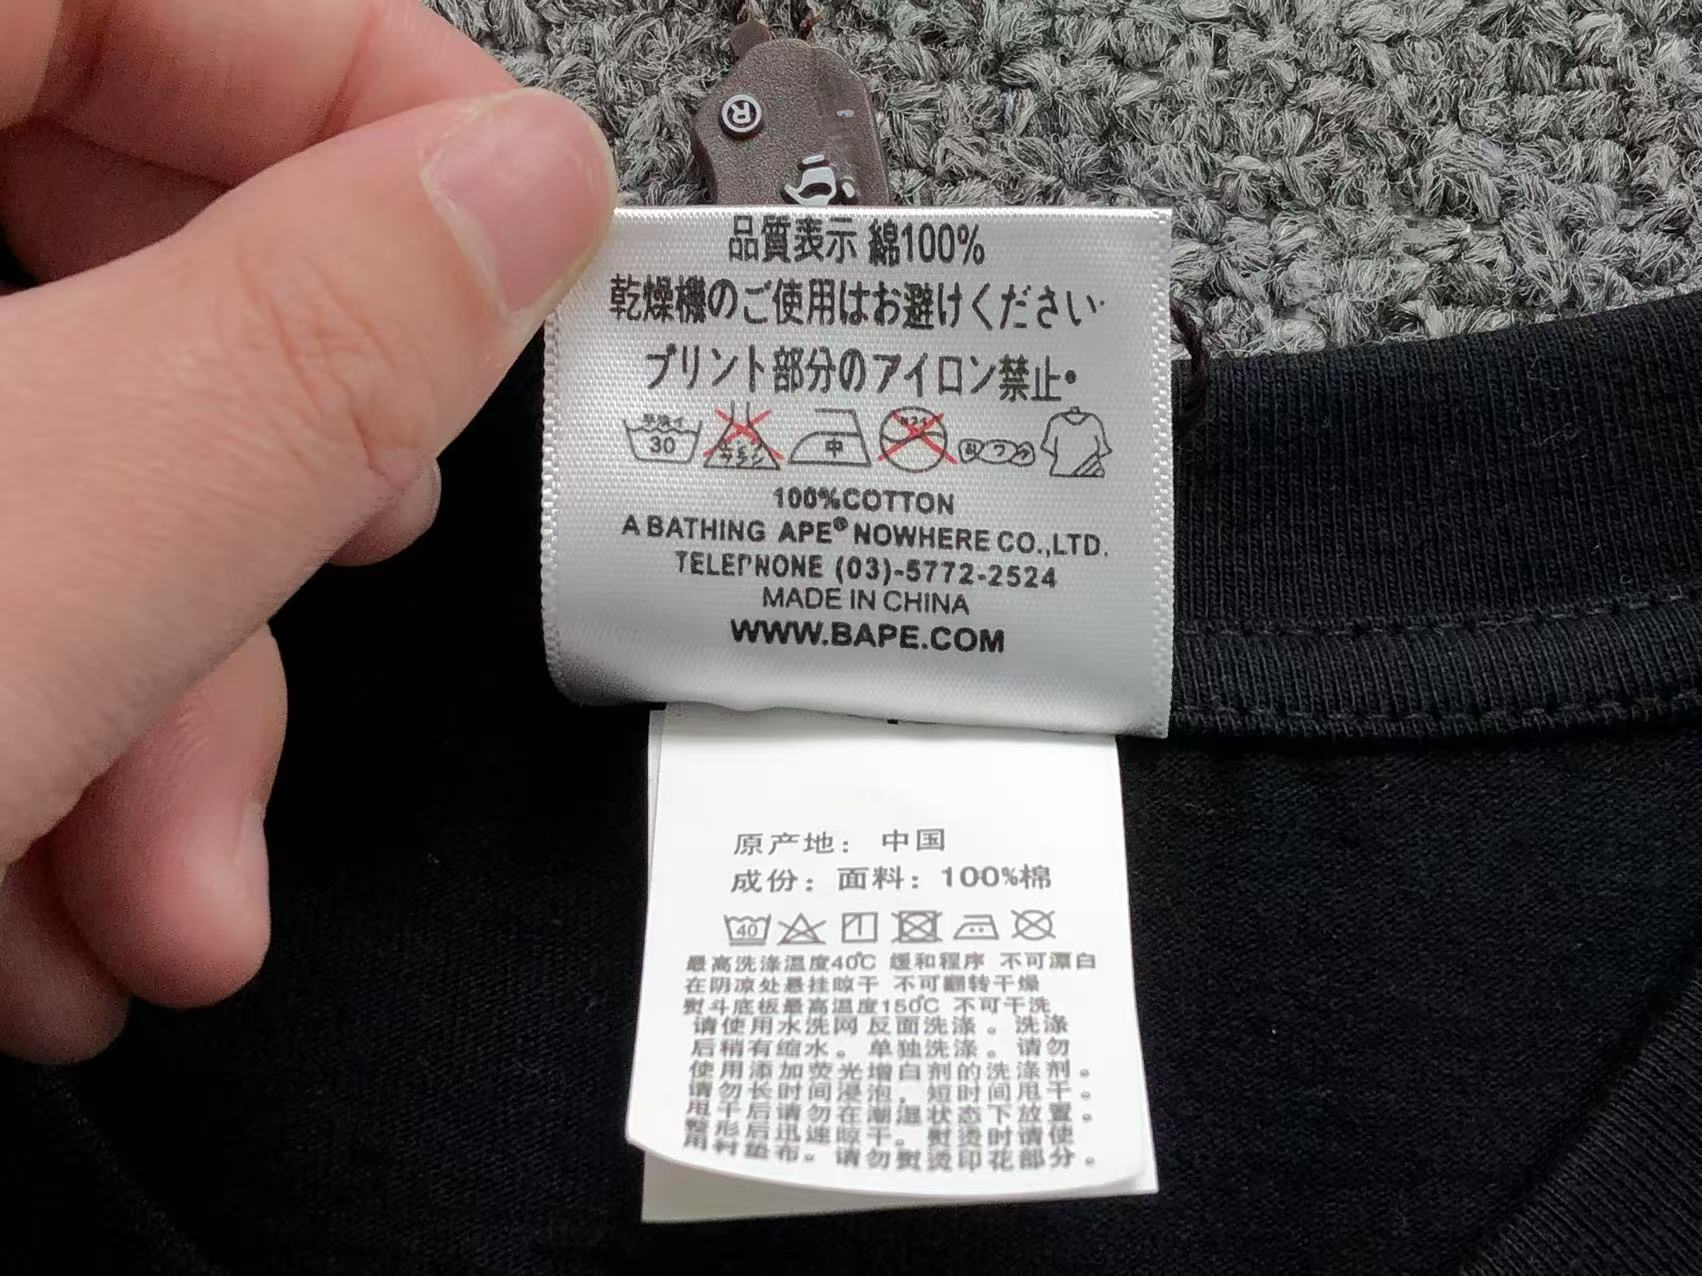 ®
品質表示 綿100%
乾燥機のご使用はお避けください
プリント部分のアイロン禁止•
30
中
100%COTTON
A BATHING APE® NOWHERE CO.,LTD.
TELEPNONE (03)-5772-2524
MADE IN CHINA
WWW.BAPE.COM
原产地：中国
成份：面料：100%棉
40
最高洗涤温度40℃ 缓和程序 不可漂白
在阴凉处悬挂晾干 不可翻转干燥
熨斗底板最高温度150℃ 不可干洗
请使用水洗网反面洗涤。洗涤
后稍有缩水。单独洗涤。请勿
使用添加荧光增白剂的洗涤剂。
请勿长时间浸泡，短时间甩干。
甩干后请勿在潮湿状态下放置。
整形后迅速晾干。熨烫时请使
用衬垫布。请勿熨烫印花部分。